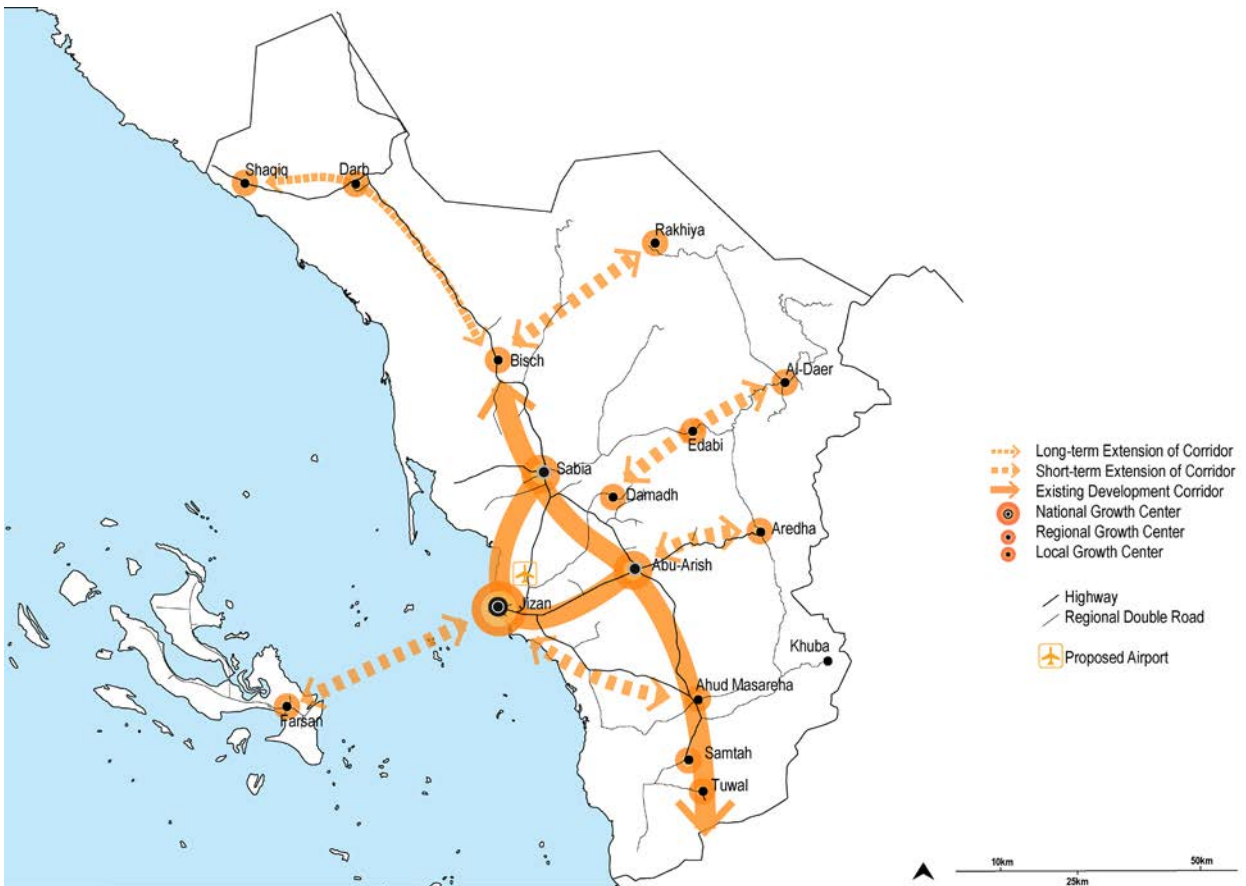 Shaqiq
Darb
Rakhiya
Bisch
Al-Daer
Edabi
Sabia
Damadh
Aredha
Abu-Arish
Jizan
Khuba
Ahud Masareha
Farsan
Samtah
Tuwal
Long-term Extension of Corridor
Short-term Extension of Corridor
Existing Development Corridor
National Growth Center
Regional Growth Center
Local Growth Center
Highway
Regional Double Road
Proposed Airport
10km
50km
25km